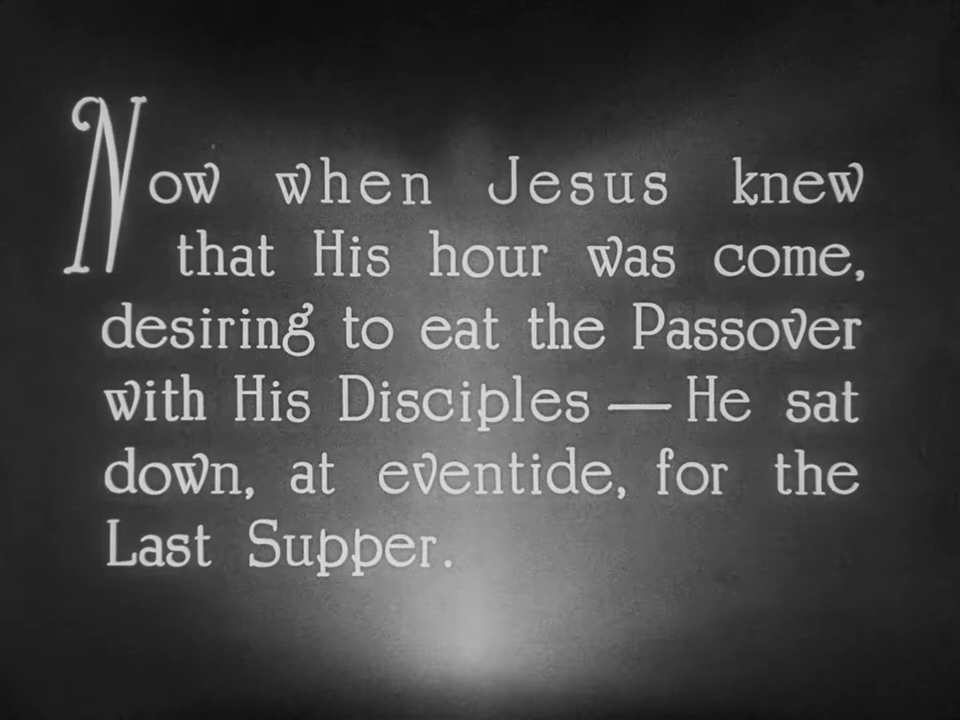 Now when Jesus knew
that His hour was come,
desiring to eat the Passover
with His Disciples — He sat
down, at eventide, for the
Last Supper.